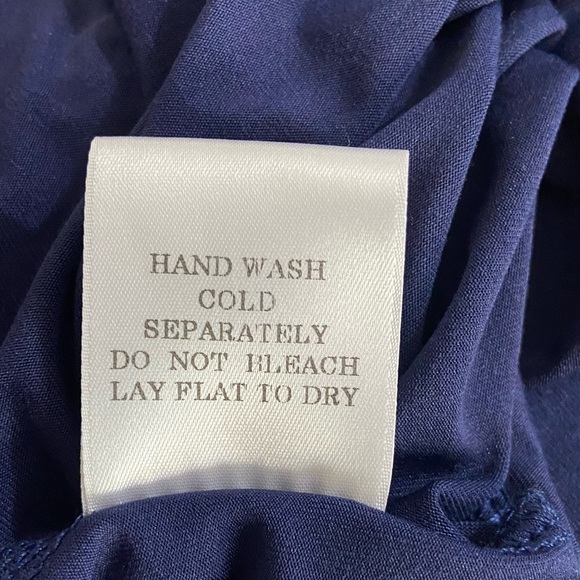 HAND WASH
COLD
SEPARATELY
DO NOT BLEACH
LAY FLAT TO DRY